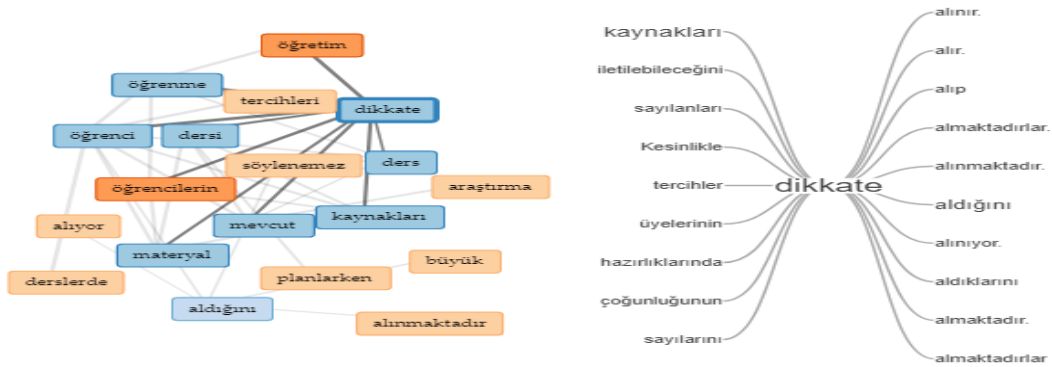 öğretim
öğrenme
tercihleri
dikkate
öğrenci
dersi
söylenemez
ders
öğrencilerin
araştırma
alıyor
mevcut
kaynakları
materyal
büyük
derslerde
planlarken
aldığını
alınmaktadır
kaynakları
iletilebileceğini
sayılanları
Kesinlikle
tercihler
üyelerinin
hazırlıklarında
çoğunluğunun
sayılarını
dikkate
alınır.
alır.
alıp
almaktadırlar.
alınmaktadır.
aldığını
alınıyor.
aldıklarını
almaktadır.
almaktadırlar